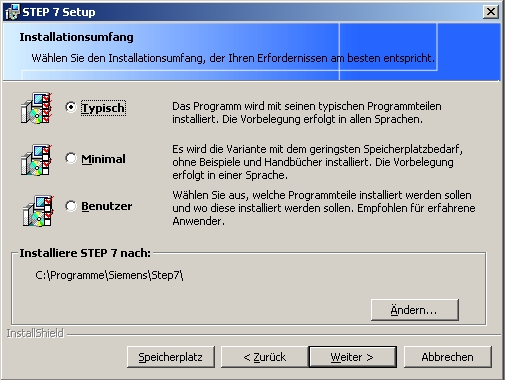 STEP 7 Setup
Installationsumfang
Wählen Sie den Installationsumfang, der Ihren Erfordernissen am besten entspricht.
Typisch
Das Programm wird mit seinen typischen Programmteilen
installiert. Die Vorbelegung erfolgt in allen Sprachen.
Minimal
Es wird die Variante mit dem geringsten Speicherplatzbedarf,
ohne Beispiele und Handbücher installiert. Die Vorbelegung
erfolgt in einer Sprache.
Benutzer
Wählen Sie aus, welche Programmteile installiert werden sollen
und wo diese installiert werden sollen. Empfohlen für erfahrene
Anwender.
Installiere STEP 7 nach:
C:\Programme\Siemens\Step7\
Ändern...
InstallShield
Speicherplatz
< Zurück
Weiter >
Abbrechen